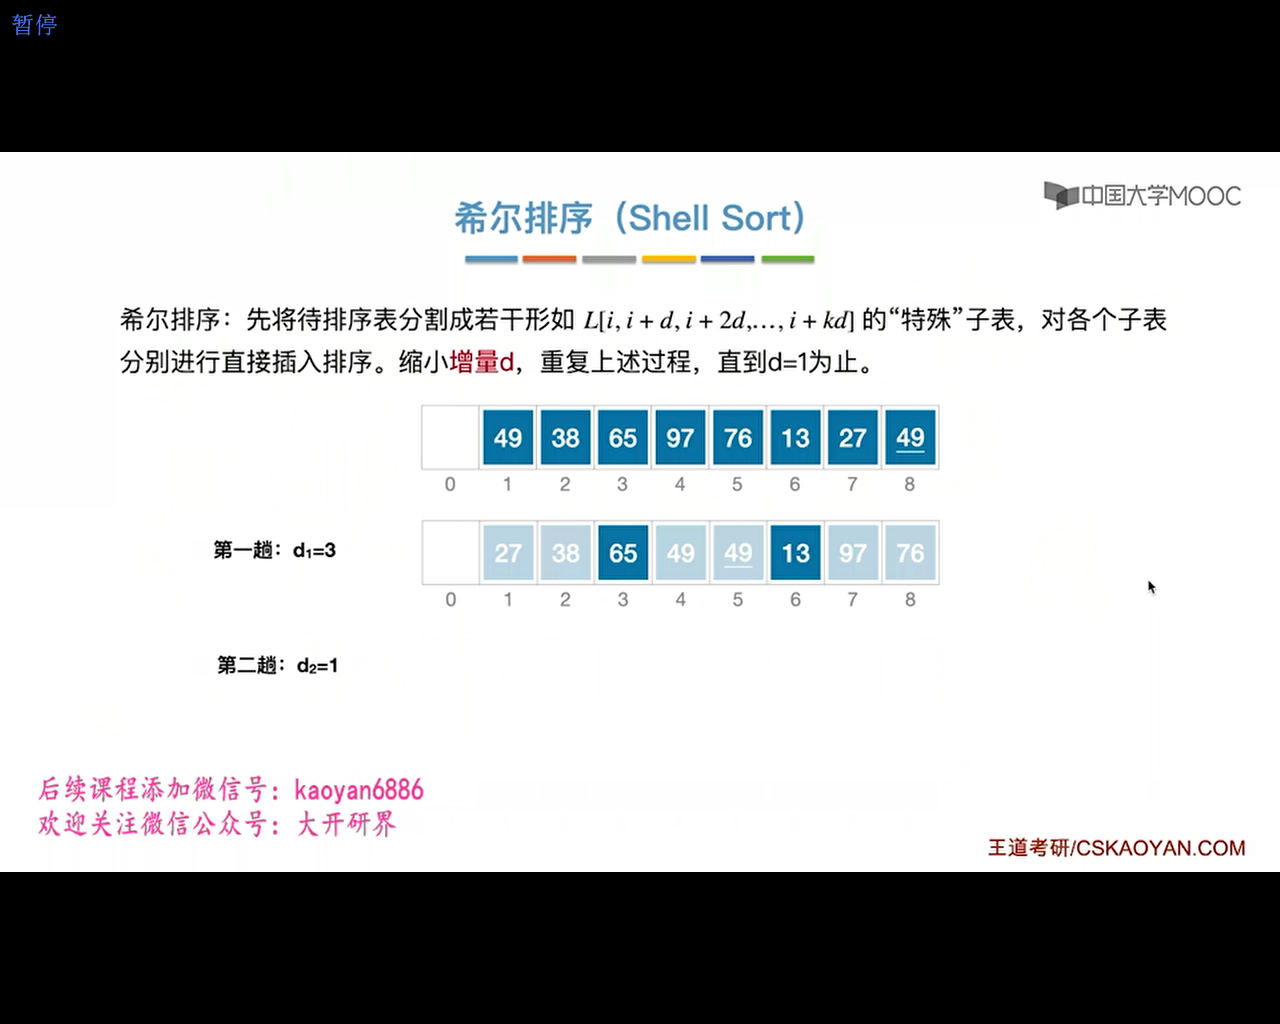 暂停
中国大学MOOC
希尔排序（Shell Sort）
希尔排序：先将待排序表分割成若干形如 L[i, i + d, i + 2d,…, i + kd] 的“特殊”子表，对各个子表
分别进行直接插入排序。缩小增量d，重复上述过程，直到d=1为止。
49 38 65 97 76 13 27 49
0 1 2 3 4 5 6 7 8
第一趟：d₁=3
27 38 65 49 49 13 97 76
0 1 2 3 4 5 6 7 8
第二趟：d₂=1
后续课程添加微信号：kaoyan6886
欢迎关注微信公众号：大开研界
王道考研/CSKAOYAN.COM